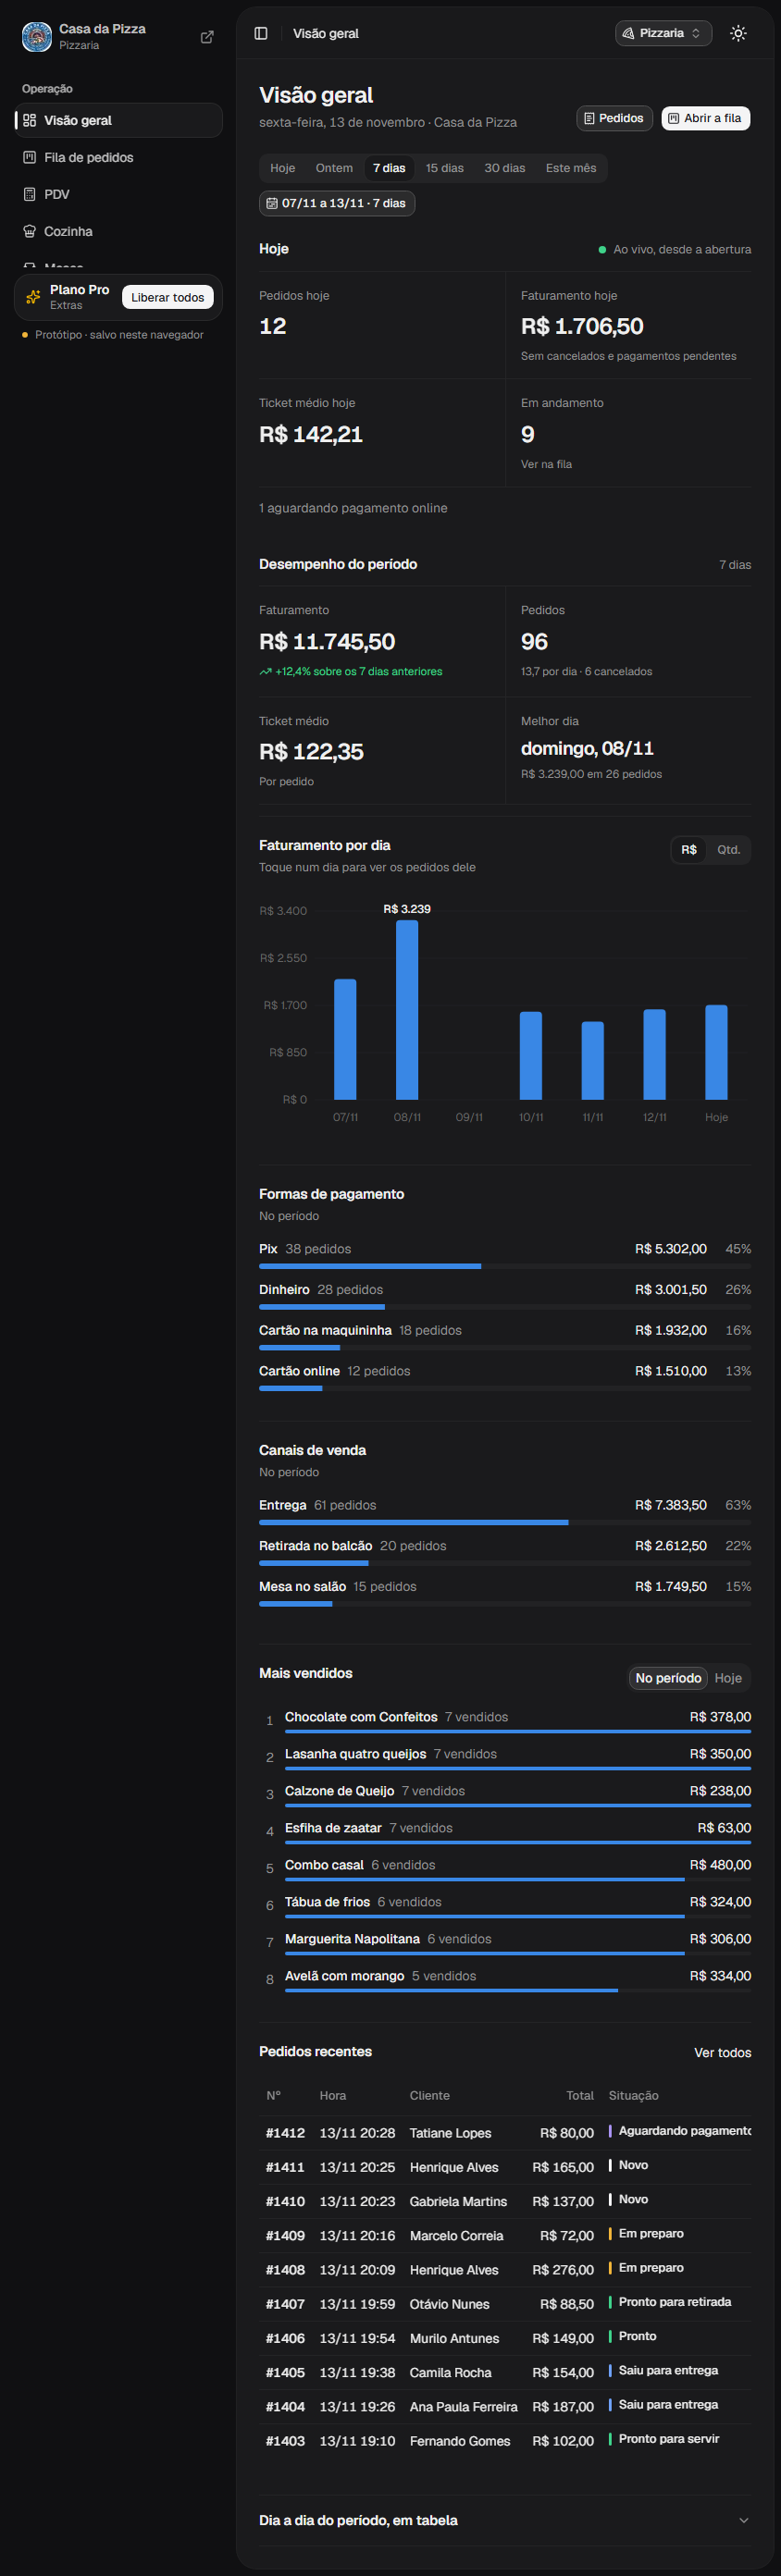 Casa da Pizza
Pizzaria
Operação
Visão geral
Fila de pedidos
PDV
Cozinha
Mesas
Plano Pro
Extras
Liberar todos
Protótipo · salvo neste navegador
Visão geral
Pizzaria
Visão geral
sexta-feira, 13 de novembro · Casa da Pizza
Pedidos
Abrir a fila
Hoje Ontem 7 dias 15 dias 30 dias Este mês
07/11 a 13/11 · 7 dias
Hoje
Ao vivo, desde a abertura
Pedidos hoje
12
Faturamento hoje
R$ 1.706,50
Sem cancelados e pagamentos pendentes
Ticket médio hoje
R$ 142,21
Em andamento
9
Ver na fila
1 aguardando pagamento online
Desempenho do período
7 dias
Faturamento
R$ 11.745,50
+12,4% sobre os 7 dias anteriores
Pedidos
96
13,7 por dia · 6 cancelados
Ticket médio
R$ 122,35
Por pedido
Melhor dia
domingo, 08/11
R$ 3.239,00 em 26 pedidos
Faturamento por dia
R$ Qtd.
Toque num dia para ver os pedidos dele
R$ 3.400
R$ 3.239
R$ 2.550
R$ 1.700
R$ 850
R$ 0
07/11 08/11 09/11 10/11 11/11 12/11 Hoje
Formas de pagamento
No período
Pix 38 pedidos R$ 5.302,00 45%
Dinheiro 28 pedidos R$ 3.001,50 26%
Cartão na maquininha 18 pedidos R$ 1.932,00 16%
Cartão online 12 pedidos R$ 1.510,00 13%
Canais de venda
No período
Entrega 61 pedidos R$ 7.383,50 63%
Retirada no balcão 20 pedidos R$ 2.612,50 22%
Mesa no salão 15 pedidos R$ 1.749,50 15%
Mais vendidos
No período Hoje
1 Chocolate com Confeitos 7 vendidos R$ 378,00
2 Lasanha quatro queijos 7 vendidos R$ 350,00
3 Calzone de Queijo 7 vendidos R$ 238,00
4 Esfiha de zaatar 7 vendidos R$ 63,00
5 Combo casal 6 vendidos R$ 480,00
6 Tábua de frios 6 vendidos R$ 324,00
7 Marguerita Napolitana 6 vendidos R$ 306,00
8 Avelã com morango 5 vendidos R$ 334,00
Pedidos recentes
Ver todos
Nº Hora Cliente Total Situação
#1412 13/11 20:28 Tatiane Lopes R$ 80,00 Aguardando pagamento
#1411 13/11 20:25 Henrique Alves R$ 165,00 Novo
#1410 13/11 20:23 Gabriela Martins R$ 137,00 Novo
#1409 13/11 20:16 Marcelo Correia R$ 72,00 Em preparo
#1408 13/11 20:09 Henrique Alves R$ 276,00 Em preparo
#1407 13/11 19:59 Otávio Nunes R$ 88,50 Pronto para retirada
#1406 13/11 19:54 Murilo Antunes R$ 149,00 Pronto
#1405 13/11 19:38 Camila Rocha R$ 154,00 Saiu para entrega
#1404 13/11 19:26 Ana Paula Ferreira R$ 187,00 Saiu para entrega
#1403 13/11 19:10 Fernando Gomes R$ 102,00 Pronto para servir
Dia a dia do período, em tabela